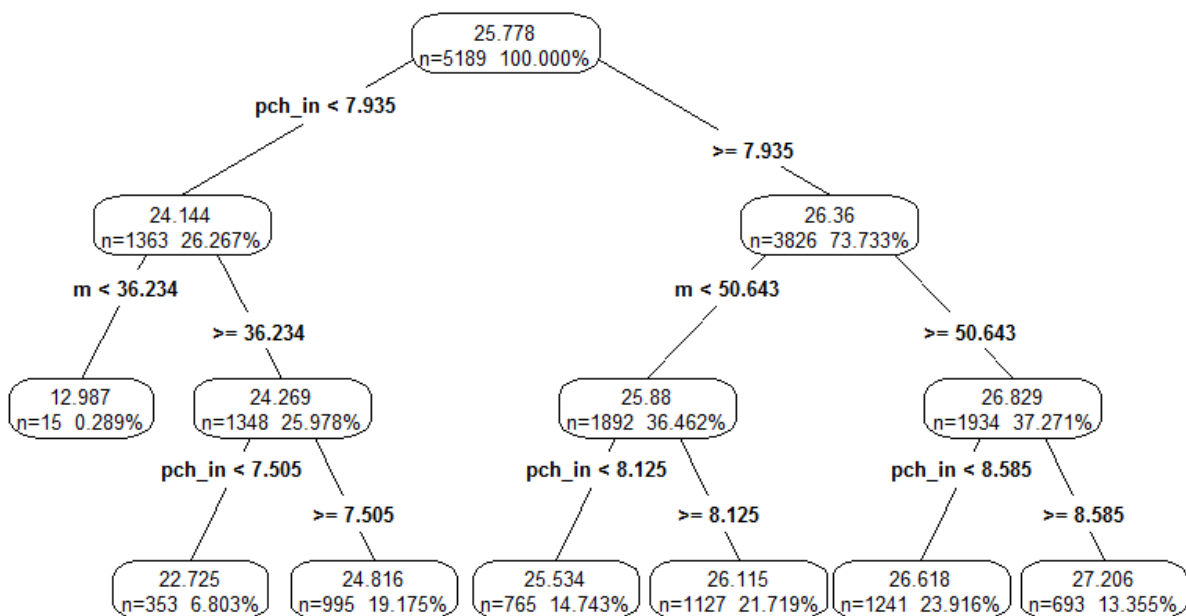 25.778
n=5189 100.000%
pch_in < 7.935
>= 7.935
24.144
n=1363 26.267%
26.36
n=3826 73.733%
m < 36.234
>= 36.234
m < 50.643
>= 50.643
12.987
n=15 0.289%
24.269
n=1348 25.978%
25.88
n=1892 36.462%
26.829
n=1934 37.271%
pch_in < 7.505
>= 7.505
pch_in < 8.125
>= 8.125
pch_in < 8.585
>= 8.585
22.725
n=353 6.803%
24.816
n=995 19.175%
25.534
n=765 14.743%
26.115
n=1127 21.719%
26.618
n=1241 23.916%
27.206
n=693 13.355%